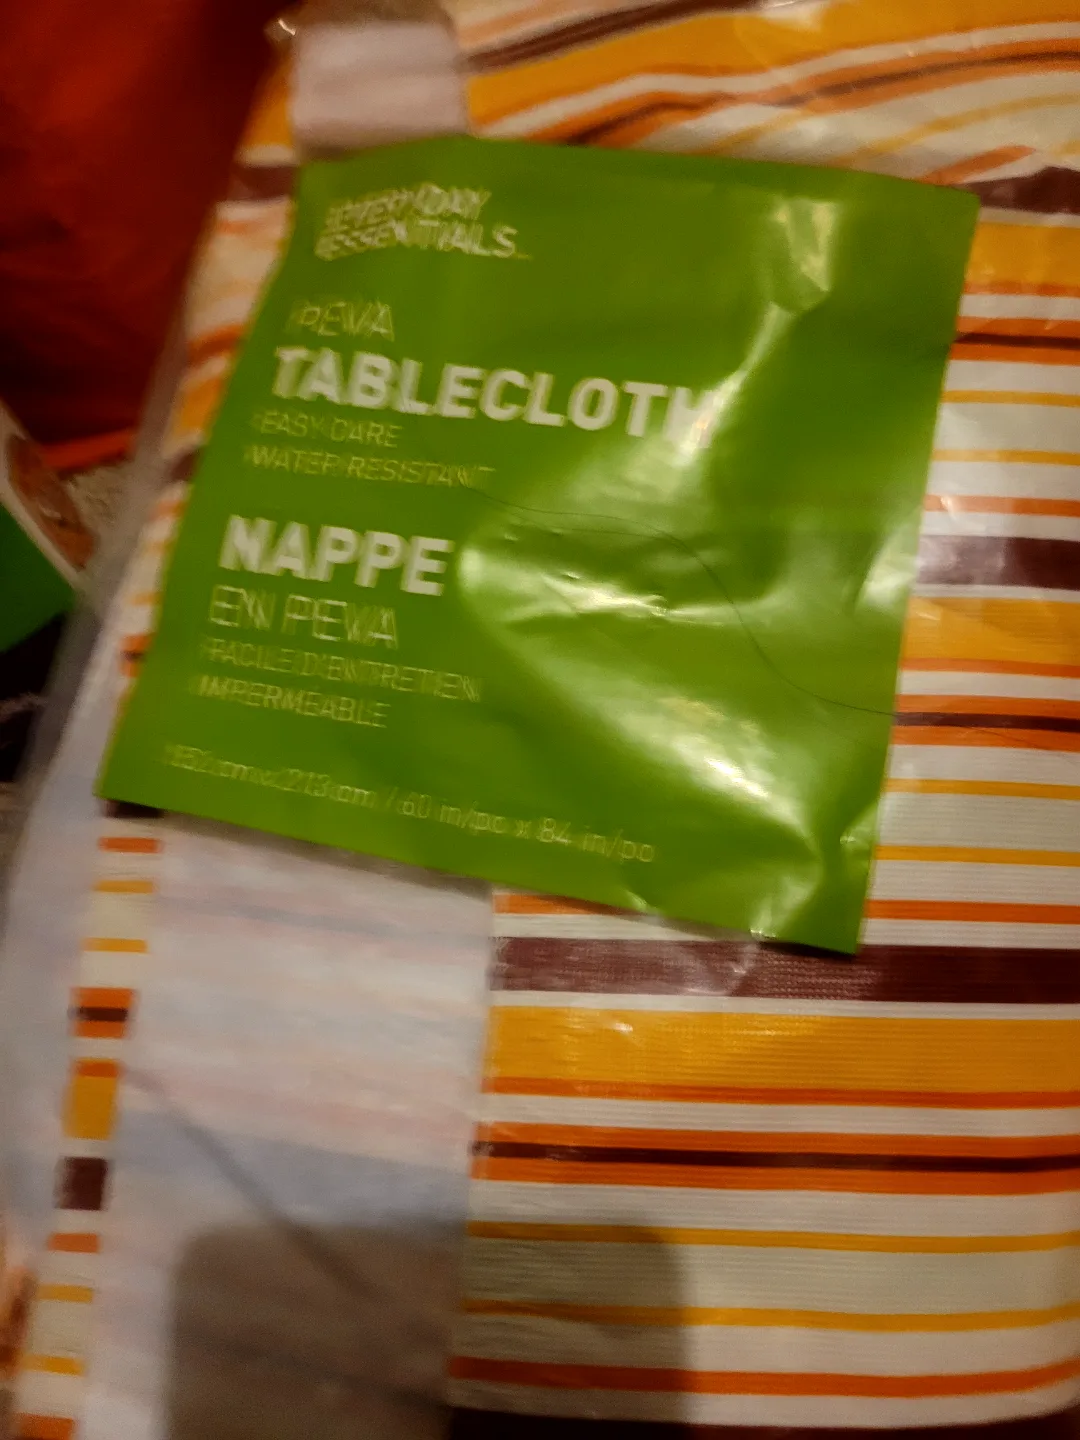 EVERYDAY
ESSENTIALS
PEVA
TABLECLOTH
EASY CARE
WATER RESISTANT
NAPPE
EN PEVA
FACILE D'ENTRETIEN
IMPERMEABLE
152 cm x 213 cm / 60 in/po x 84 in/po